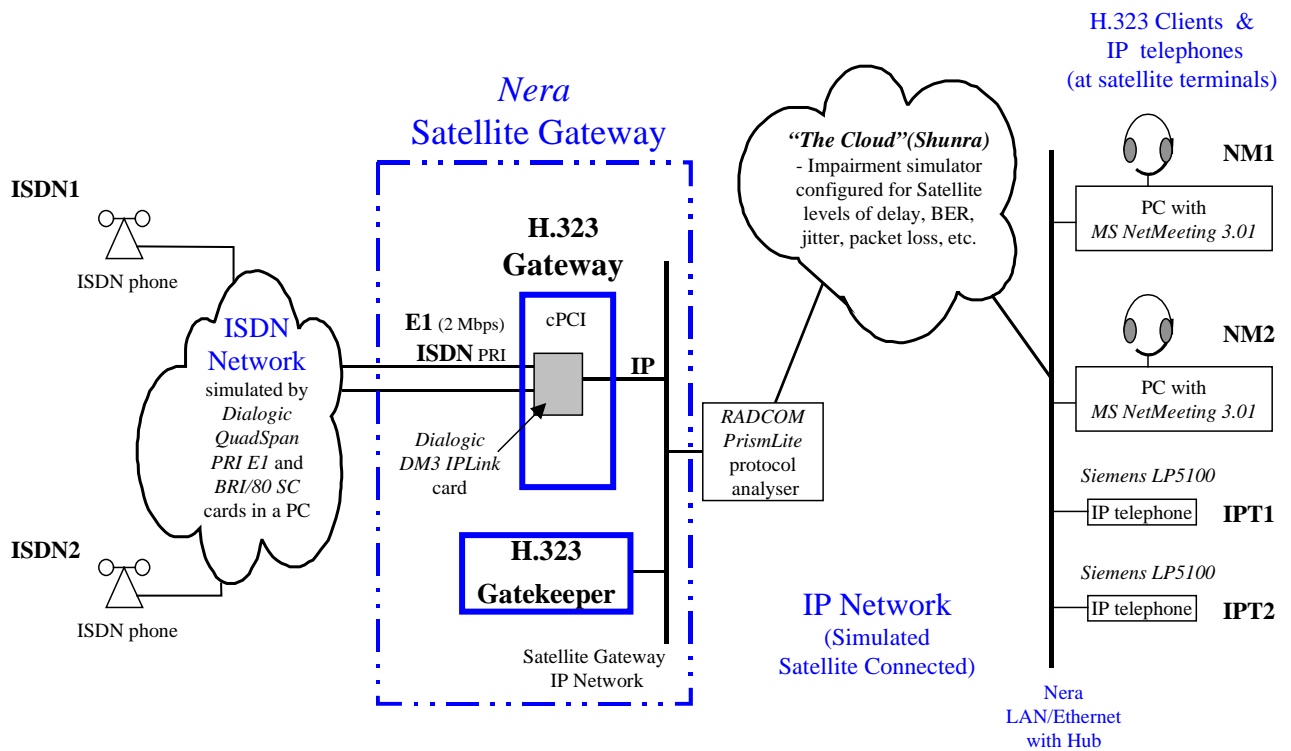 H.323 Clients &
IP telephones
(at satellite terminals)
Nera
Satellite Gateway
"The Cloud"(Shunra)
- Impairment simulator
configured for Satellite
levels of delay, BER,
jitter, packet loss, etc.
NM1
PC with
MS NetMeeting 3.01
ISDN1
ISDN phone
H.323
Gateway
cPCI
E1 (2 Mbps)
ISDN PRI
IP
Dialogic
DM3 IPLink
card
ISDN
Network
simulated by
Dialogic
QuadSpan
PRI E1 and
BRI/80 SC
cards in a PC
NM2
PC with
MS NetMeeting 3.01
RADCOM
PrismLite
protocol
analyser
Siemens LP5100
IP telephone
IPT1
ISDN2
ISDN phone
H.323
Gatekeeper
Siemens LP5100
IP telephone
IPT2
IP Network
(Simulated
Satellite Connected)
Satellite Gateway
IP Network
Nera
LAN/Ethernet
with Hub